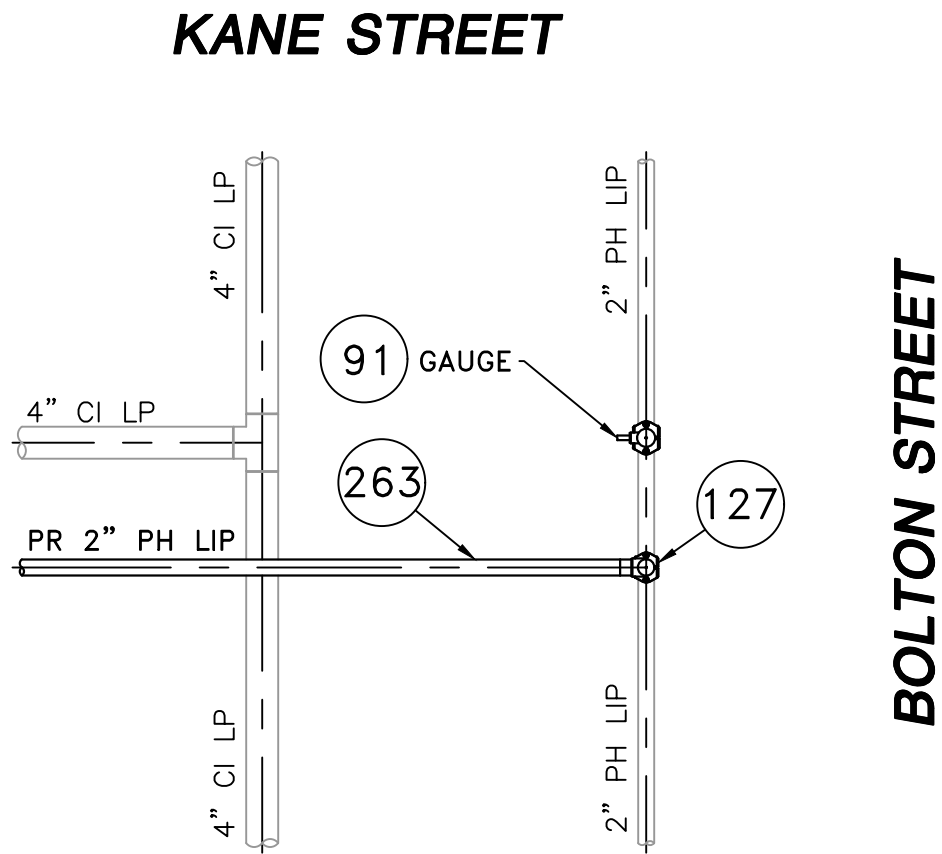 KANE STREET
4" CI LP
2" PH LIP
91 GAUGE
4" CI LP
263
127
PR 2" PH LIP
4" CI LP
2" PH LIP
BOLTON STREET